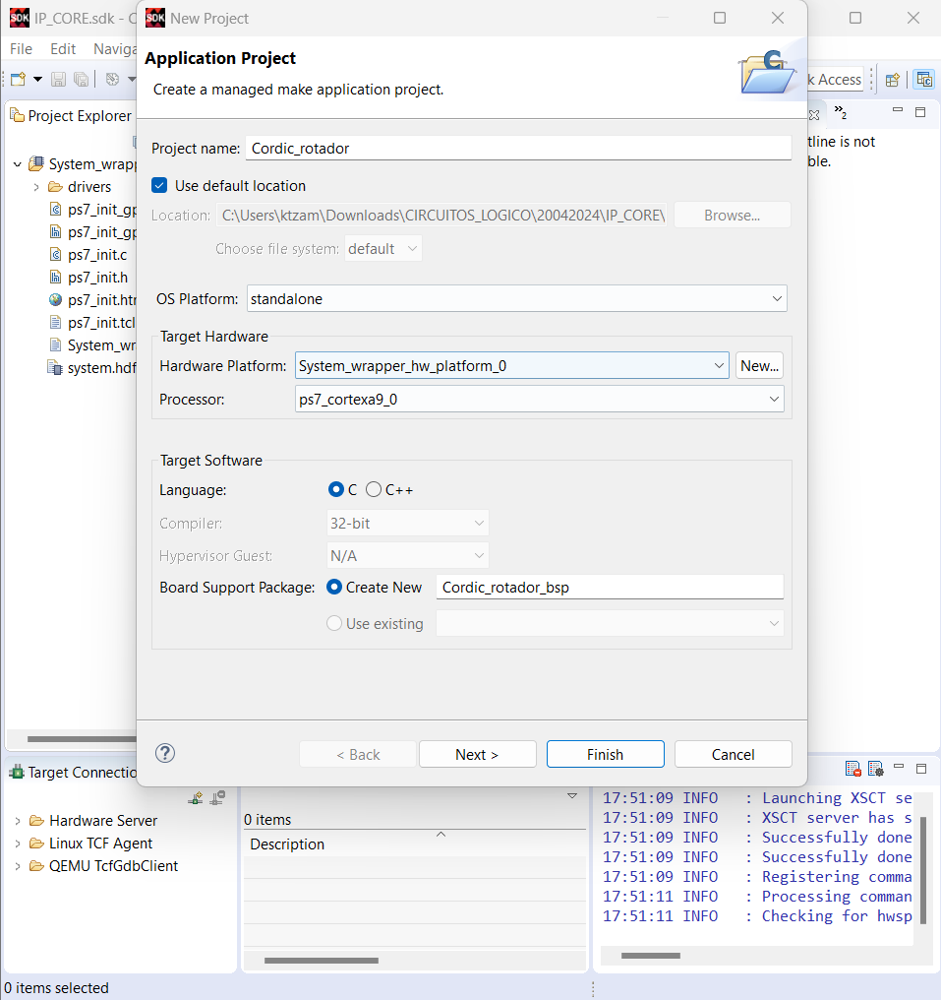 SDK IP_CORE.sdk - C
SDK New Project
File Edit Naviga
Application Project
Create a managed make application project.
k Access
Project Explorer
2
Project name: Cordic_rotador
tline is not
ble.
System_wrapp
drivers
ps7_init_gp
ps7_init_gp
ps7_init.c
ps7_init.h
ps7_init.htm
ps7_init.tcl
System_wr
system.hdf
Use default location
Location: C:\Users\ktzam\Downloads\CIRCUITOS_LOGICO\20042024\IP_CORE\ Browse...
Choose file system: default
OS Platform: standalone
Target Hardware
Hardware Platform: System_wrapper_hw_platform_0 New...
Processor: ps7_cortexa9_0
Target Software
Language: C C++
Compiler: 32-bit
Hypervisor Guest: N/A
Board Support Package: Create New Cordic_rotador_bsp
Use existing
? < Back Next > Finish Cancel
Target Connectio
Hardware Server
Linux TCF Agent
QEMU TcfGdbClient
0 items
Description
17:51:09 INFO : Launching XSCT se
17:51:09 INFO : XSCT server has s
17:51:09 INFO : Successfully done
17:51:09 INFO : Successfully done
17:51:09 INFO : Registering comma
17:51:11 INFO : Processing comman
17:51:11 INFO : Checking for hwsp
0 items selected